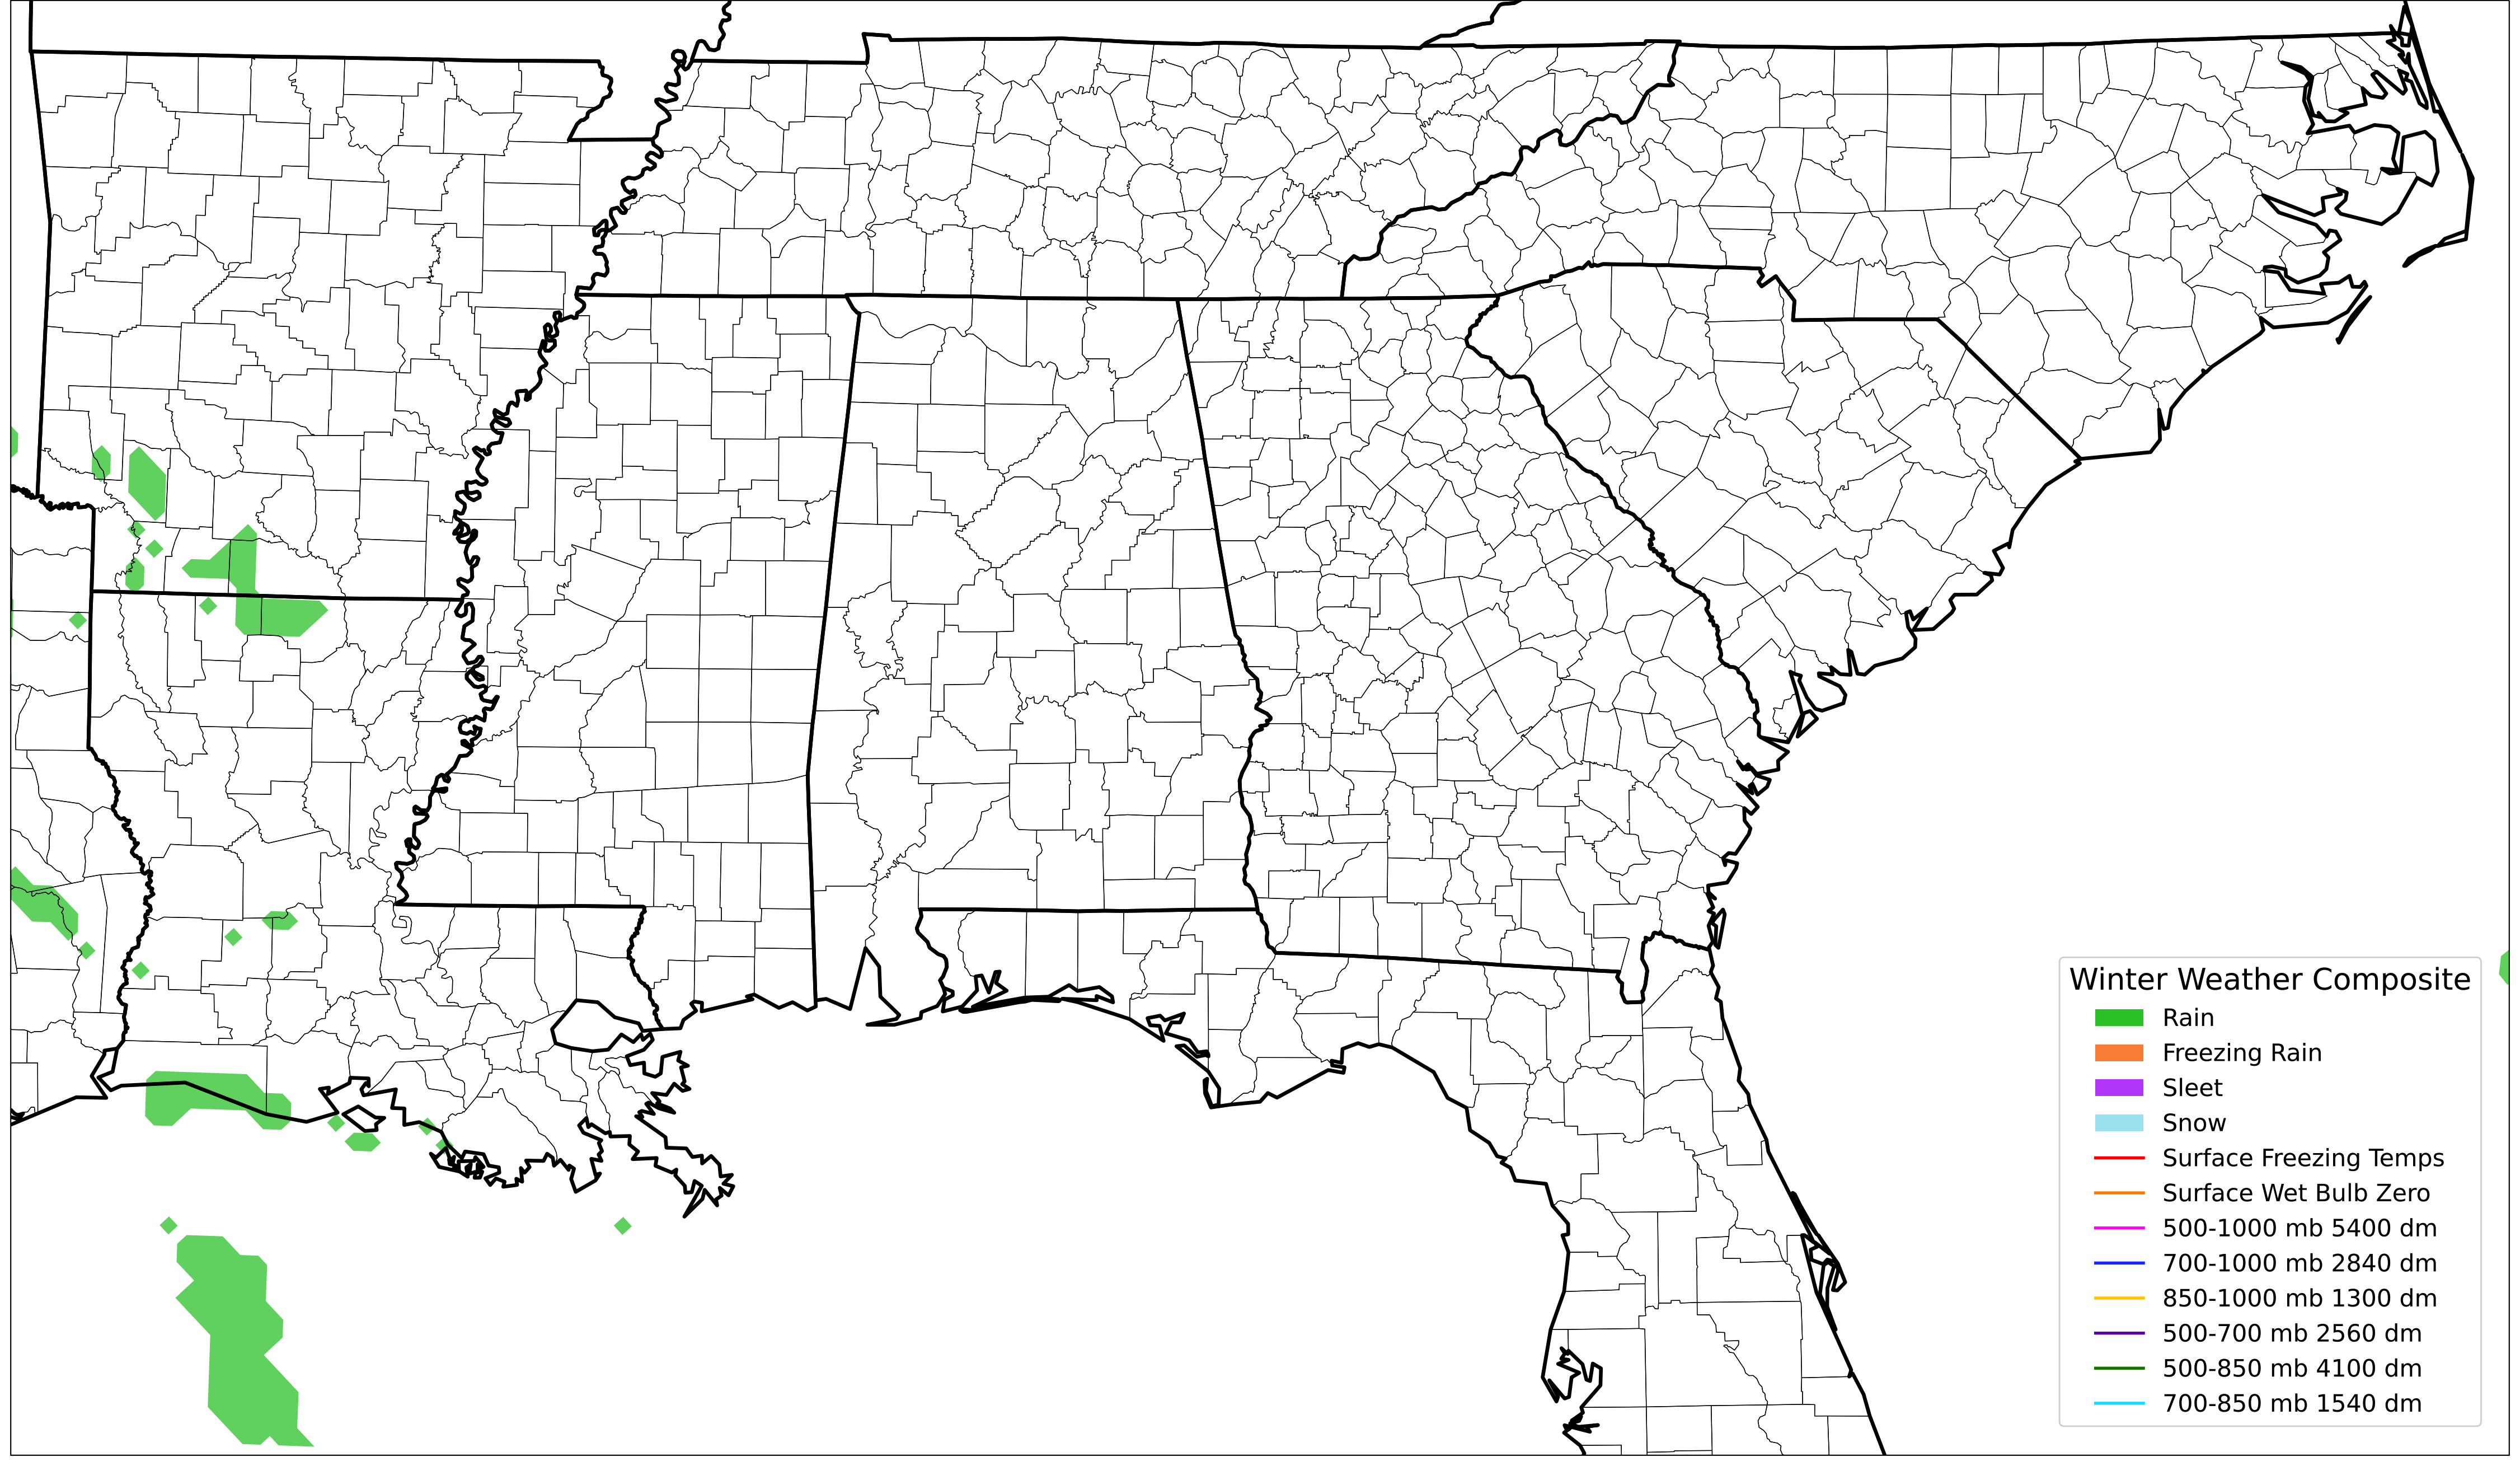 Winter Weather Composite
Rain
Freezing Rain
Sleet
Snow
Surface Freezing Temps
Surface Wet Bulb Zero
500-1000 mb 5400 dm
700-1000 mb 2840 dm
850-1000 mb 1300 dm
500-700 mb 2560 dm
500-850 mb 4100 dm
700-850 mb 1540 dm